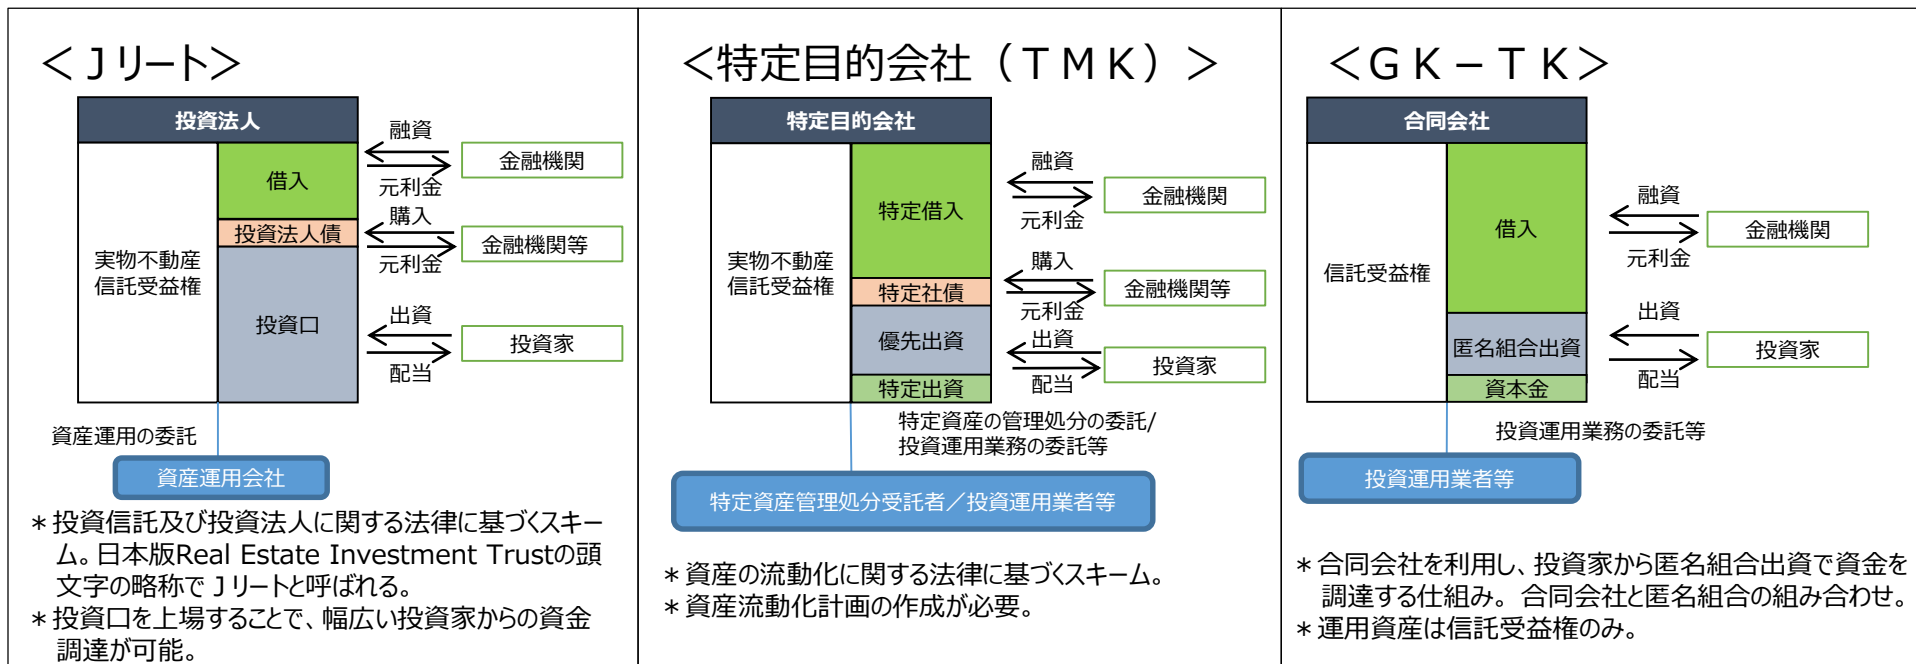 ＜Ｊリート＞
投資法人
実物不動産
信託受益権
借入
投資法人債
投資口
融資
元利金
金融機関
購入
元利金
金融機関等
出資
配当
投資家
資産運用の委託
資産運用会社
＊投資信託及び投資法人に関する法律に基づくスキー
ム。日本版Real Estate Investment Trustの頭
文字の略称でＪリートと呼ばれる。
＊投資口を上場することで、幅広い投資家からの資金
調達が可能。
＜特定目的会社（ＴＭＫ）＞
特定目的会社
実物不動産
信託受益権
特定借入
特定社債
優先出資
特定出資
融資
元利金
金融機関
購入
元利金
金融機関等
出資
配当
投資家
特定資産の管理処分の委託/
投資運用業務の委託等
特定資産管理処分受託者／投資運用業者等
＊資産の流動化に関する法律に基づくスキーム。
＊資産流動化計画の作成が必要。
＜ＧＫ－ＴＫ＞
合同会社
信託受益権
借入
匿名組合出資
資本金
融資
元利金
金融機関
出資
配当
投資家
投資運用業務の委託等
投資運用業者等
＊合同会社を利用し、投資家から匿名組合出資で資金を
調達する仕組み。合同会社と匿名組合の組み合わせ。
＊運用資産は信託受益権のみ。